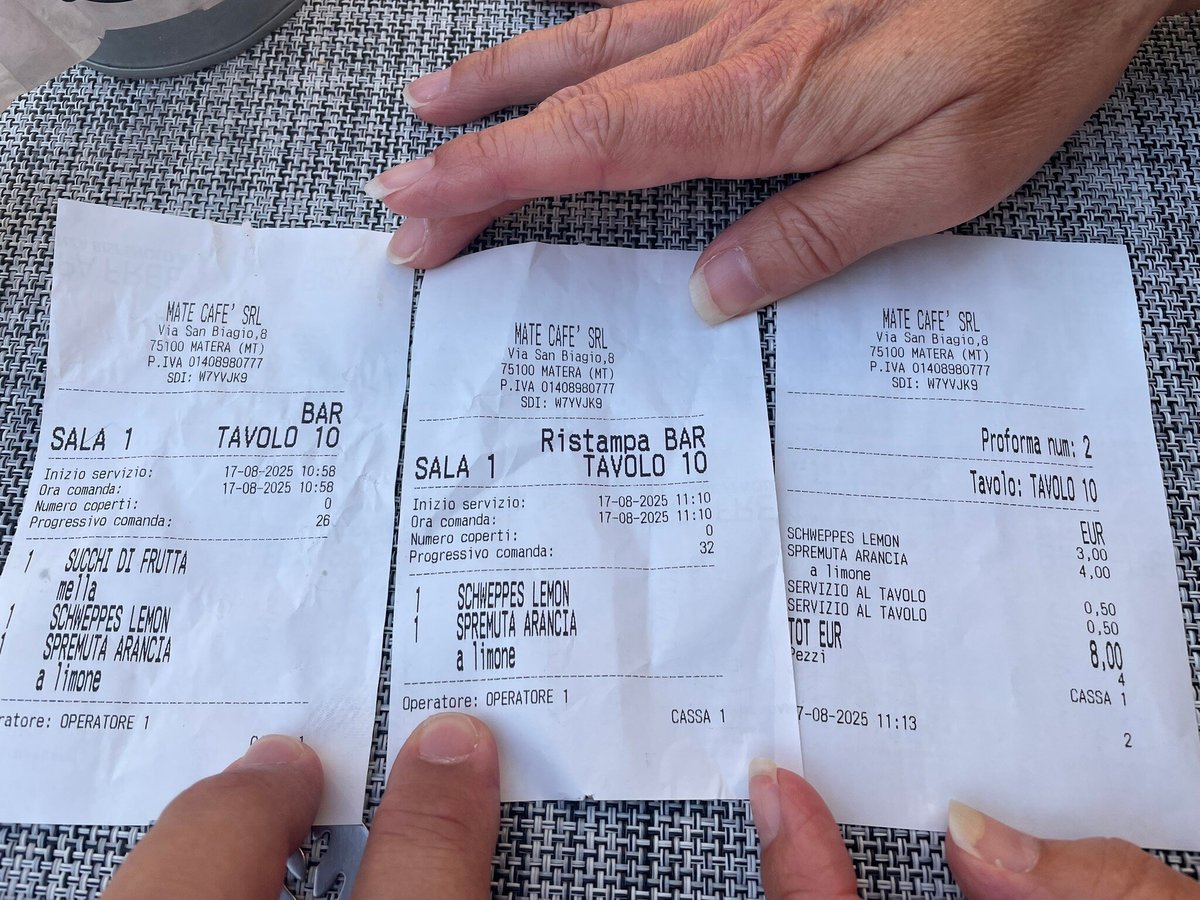 MATE CAFE' SRL
Via San Biagio,8
75100 MATERA (MT)
P.IVA 01408980777
SDI: W7YVJK9
BAR
SALA 1 TAVOLO 10
Inizio servizio: 17-08-2025 10:58
Ora comanda: 17-08-2025 10:58
Numero coperti: 0
Progressivo comanda: 26
1 SUCCHI DI FRUTTA
mella
1 SCHWEPPES LEMON
1 SPREMUTA ARANCIA
a limone
ratore: OPERATORE 1
1
MATE CAFE' SRL
Via San Biagio,8
75100 MATERA (MT)
P.IVA 01408980777
SDI: W7YVJK9
Ristampa BAR
SALA 1 TAVOLO 10
Inizio servizio: 17-08-2025 11:10
Ora comanda: 17-08-2025 11:10
Numero coperti: 0
Progressivo comanda: 32
1 SCHWEPPES LEMON
1 SPREMUTA ARANCIA
a limone
Operatore: OPERATORE 1
CASSA 1
MATE CAFE' SRL
Via San Biagio,8
75100 MATERA (MT)
P.IVA 01408980777
SDI: W7YVJK9
Proforma num: 2
Tavolo: TAVOLO 10
EUR
SCHWEPPES LEMON 3,00
SPREMUTA ARANCIA 4,00
a limone
SERVIZIO AL TAVOLO 0,50
SERVIZIO AL TAVOLO 0,50
TOT EUR 8,00
Pezzi 4
CASSA 1
7-08-2025 11:13
2